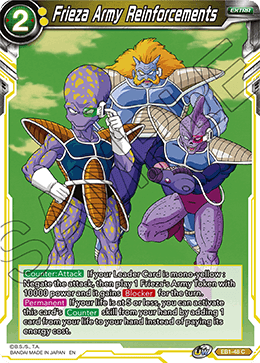 2
Frieza Army Reinforcements
EXTRA
SAMPLE
Counter:Attack If your Leader Card is mono-yellow :
Negate the attack, then play 1 Frieza's Army Token with
10000 power and it gains Blocker for the turn.
Permanent If your life is at 5 or less, you can activate
this card's Counter skill from your hand by adding 1
card from your life to your hand instead of paying its
energy cost.
©B.S./S., T.A.
BANDAI MADE IN JAPAN EN
EB1-48 C